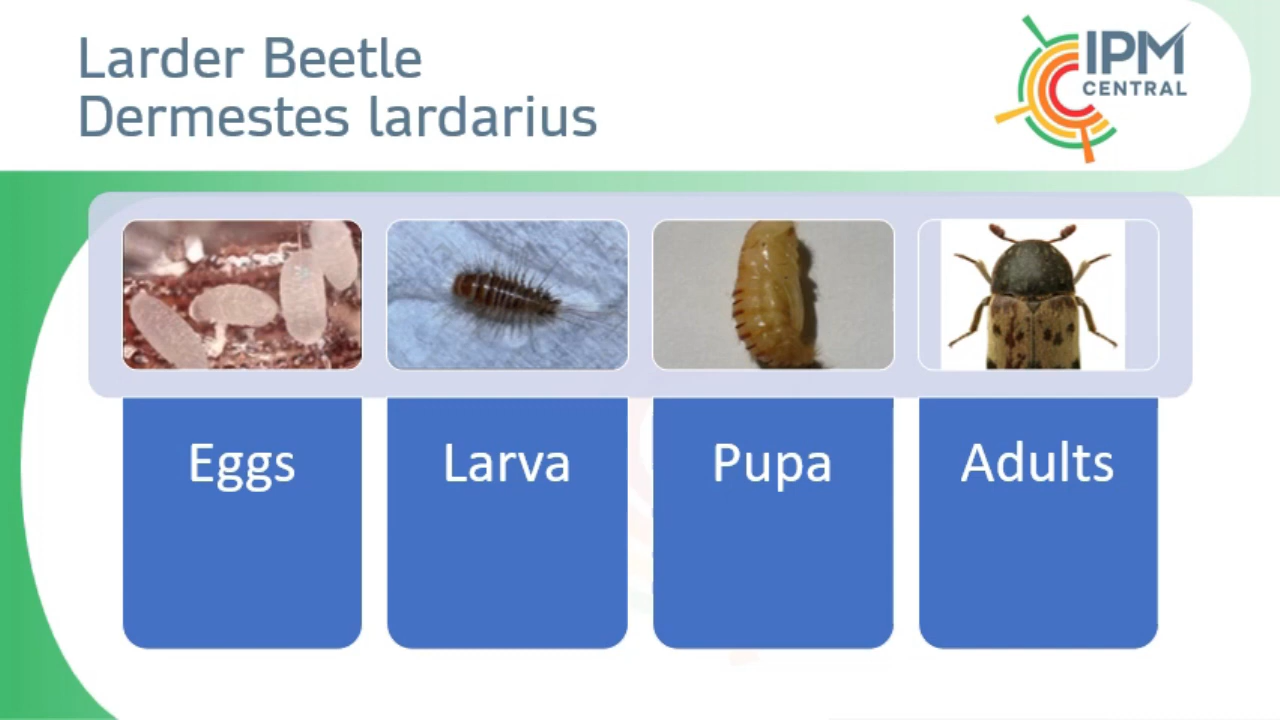 Larder Beetle
Dermestes lardarius
IPM
CENTRAL
Eggs
Larva
Pupa
Adults